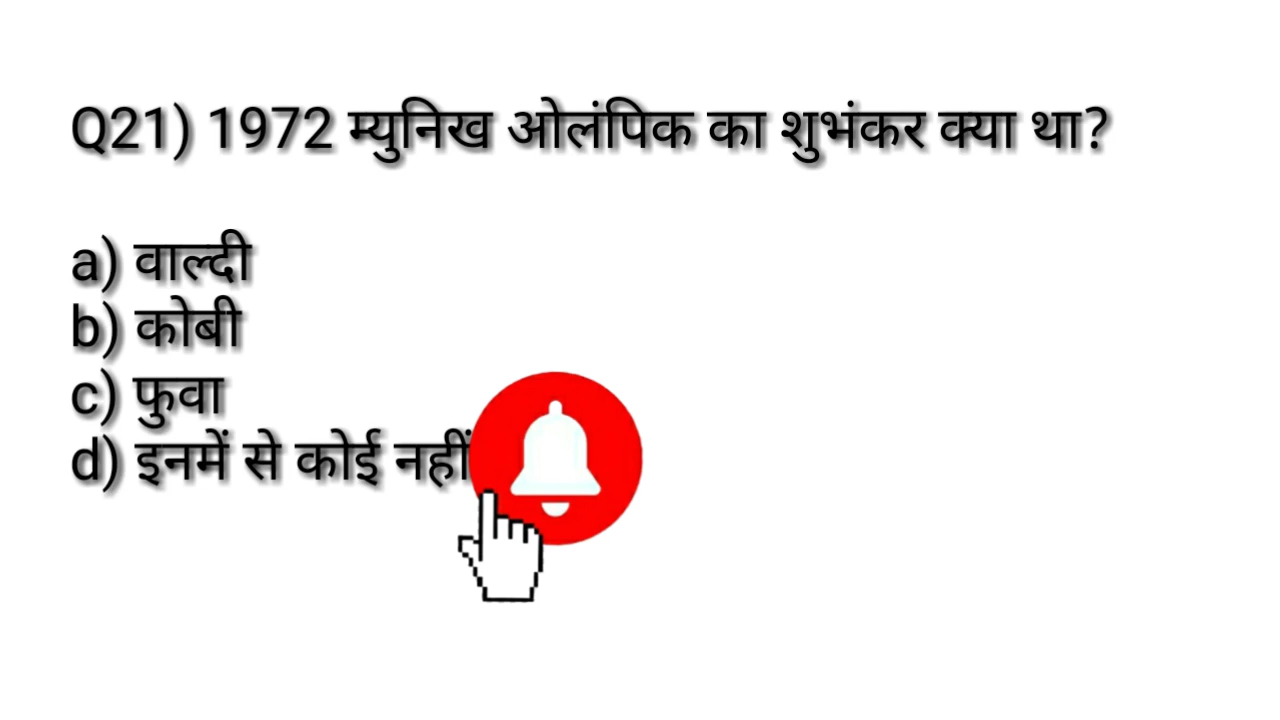 Q21) 1972 म्युनिख ओलंपिक का शुभंकर क्या था?
a) वाल्दी
b) कोबी
c) फुवा
d) इनमें से कोई नहीं